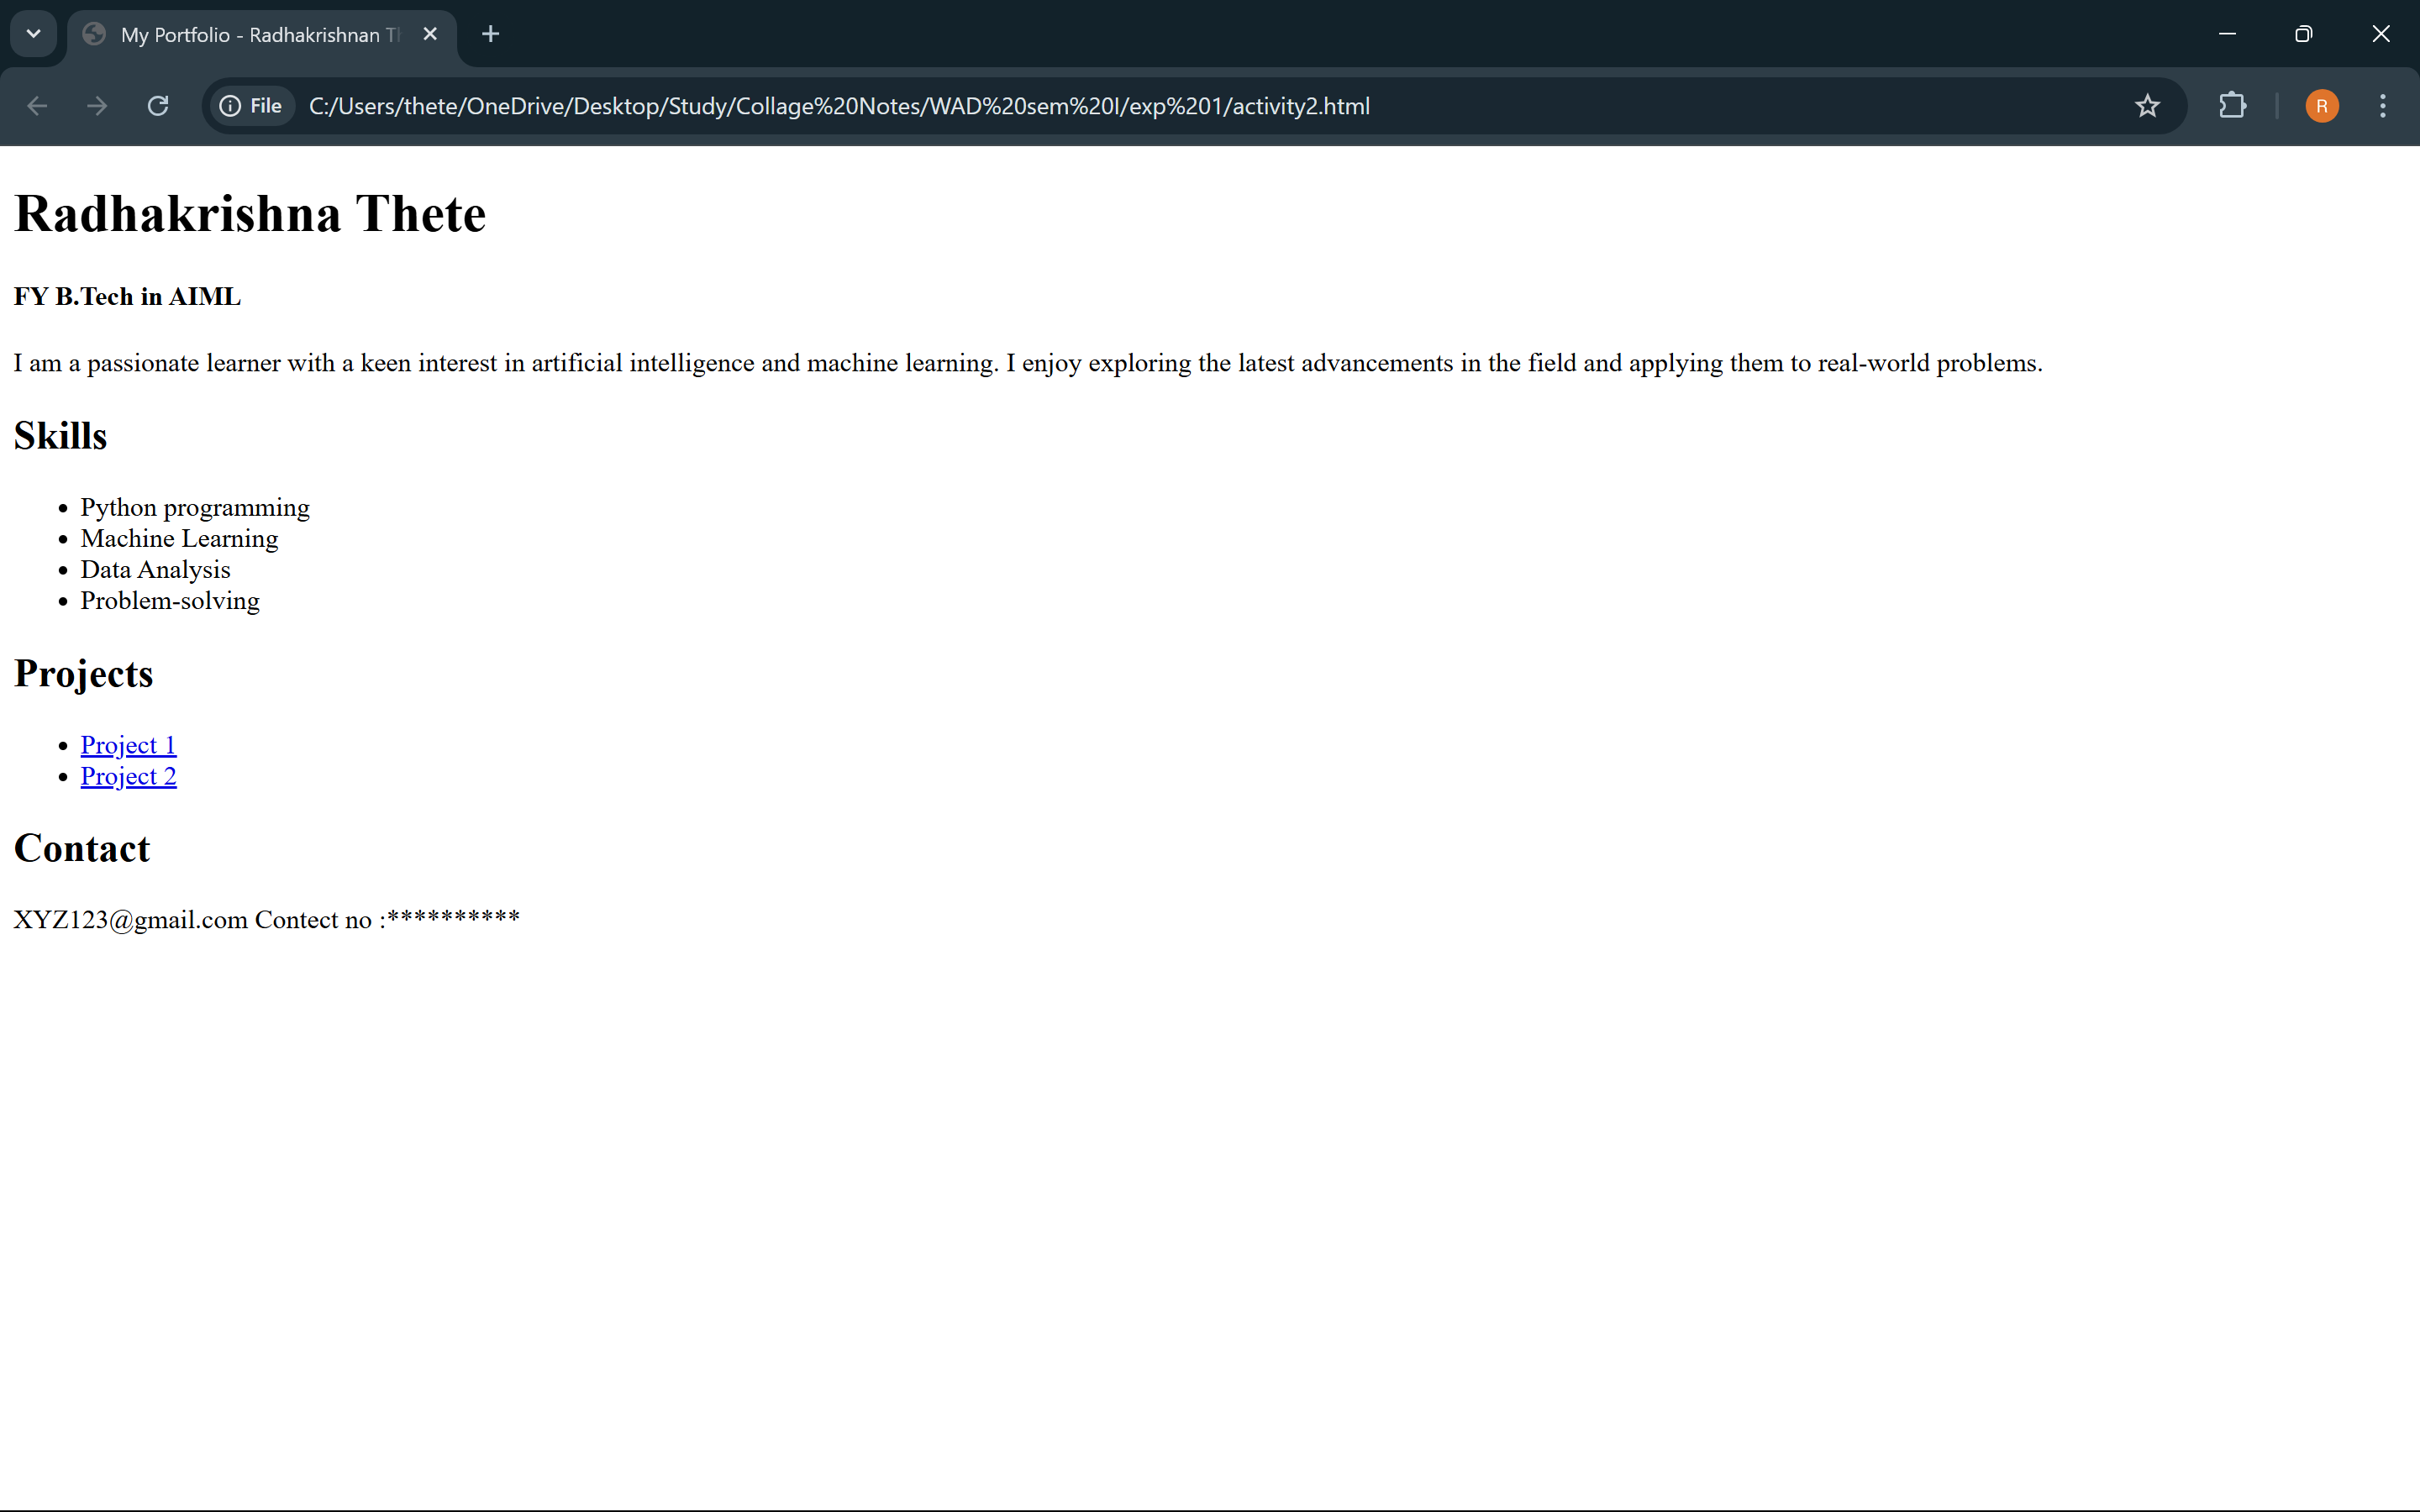 My Portfolio - Radhakrishnan
File C:/Users/thete/OneDrive/Desktop/Study/Collage%20Notes/WAD%20sem%20I/exp%201/activity2.html
R
Radhakrishna Thete
FY B.Tech in AIML
I am a passionate learner with a keen interest in artificial intelligence and machine learning. I enjoy exploring the latest advancements in the field and applying them to real-world problems.
Skills
• Python programming
• Machine Learning
• Data Analysis
• Problem-solving
Projects
• Project 1
• Project 2
Contact
XYZ123@gmail.com Contect no :**********